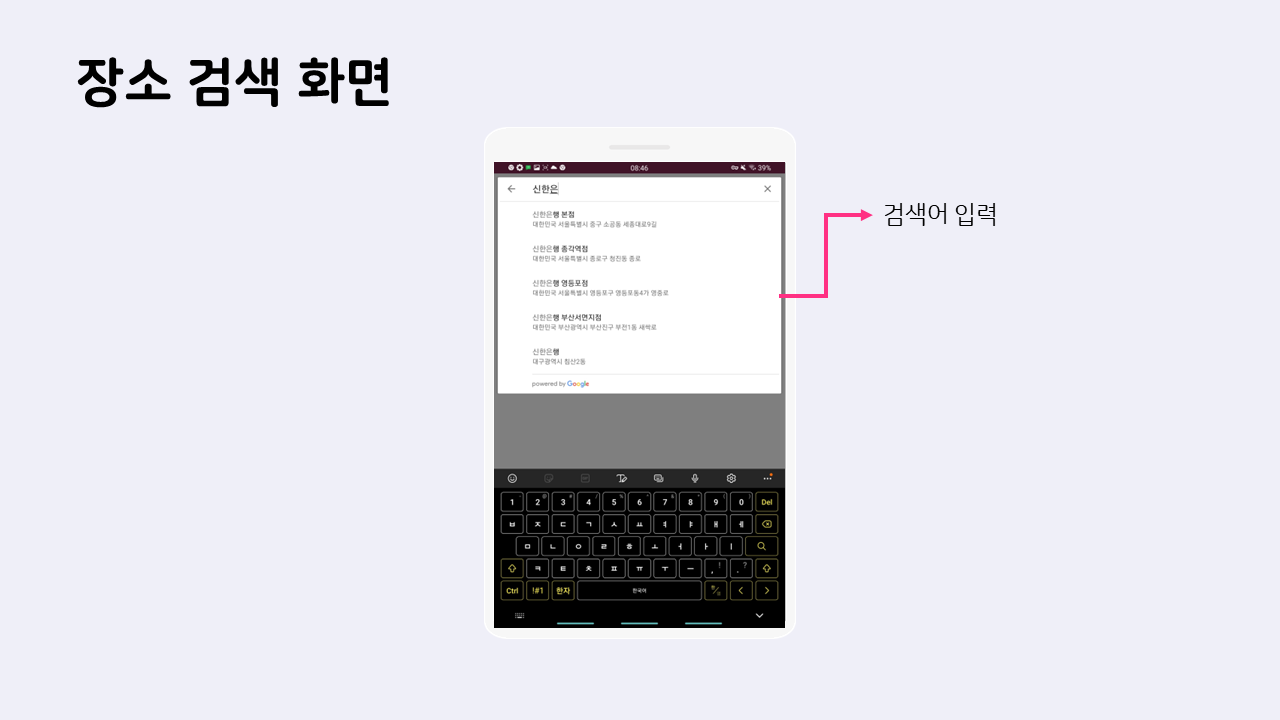 장소 검색 화면
08:46
39%
신한은
신한은행 본점
대한민국 서울특별시 중구 소공동 세종대로9길
신한은행 종각역점
대한민국 서울특별시 종로구 청진동 종로
신한은행 영등포점
대한민국 서울특별시 영등포구 영등포동4가 영중로
신한은행 부산서면지점
대한민국 부산광역시 부산진구 부전1동 새싹로
신한은행
대구광역시 침산2동
powered by Google
검색어 입력
1 2 3 4 5 6 7 8 9 0 Del
ㅂ ㅈ ㄷ ㄱ ㅅ ㅛ ㅕ ㅑ ㅐ ㅔ
ㅁ ㄴ ㅇ ㄹ ㅎ ㅗ ㅓ ㅏ ㅣ
ㅋ ㅌ ㅊ ㅍ ㅠ ㅜ ㅡ , ! . ?
Ctrl !#1 한자 한국어